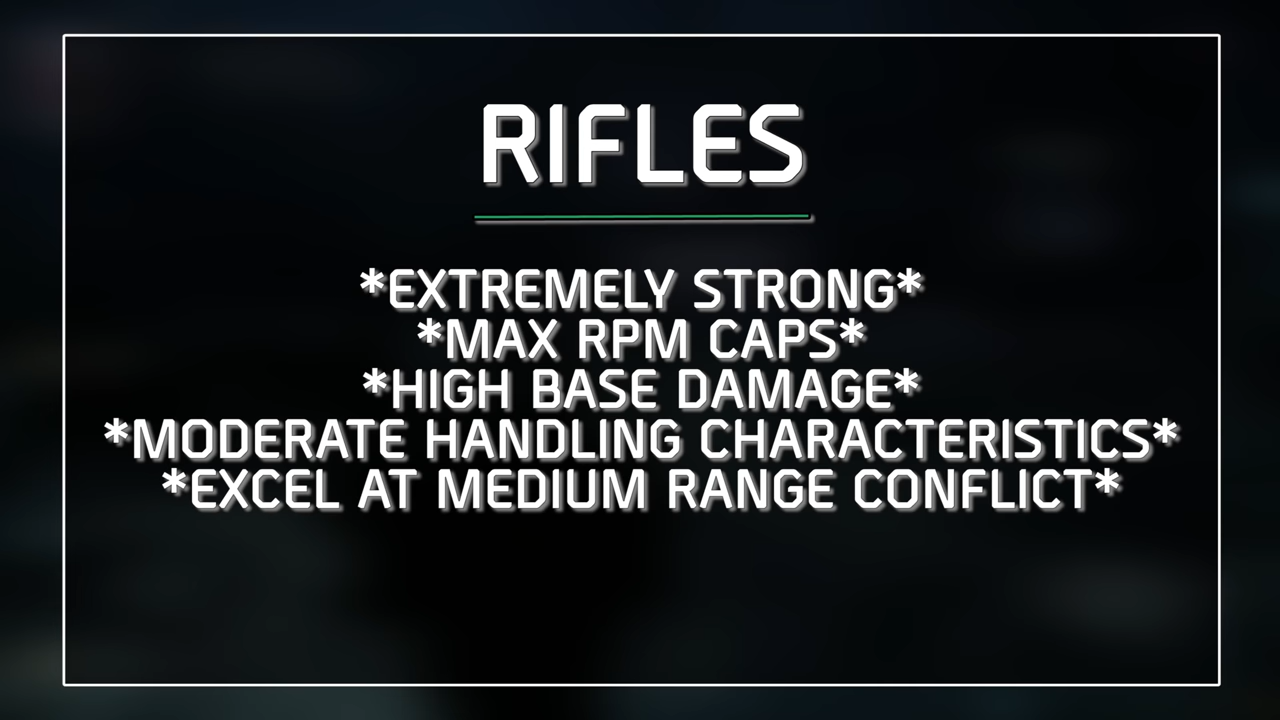 RIFLES
*EXTREMELY STRONG*
*MAX RPM CAPS*
*HIGH BASE DAMAGE*
*MODERATE HANDLING CHARACTERISTICS*
*EXCEL AT MEDIUM RANGE CONFLICT*